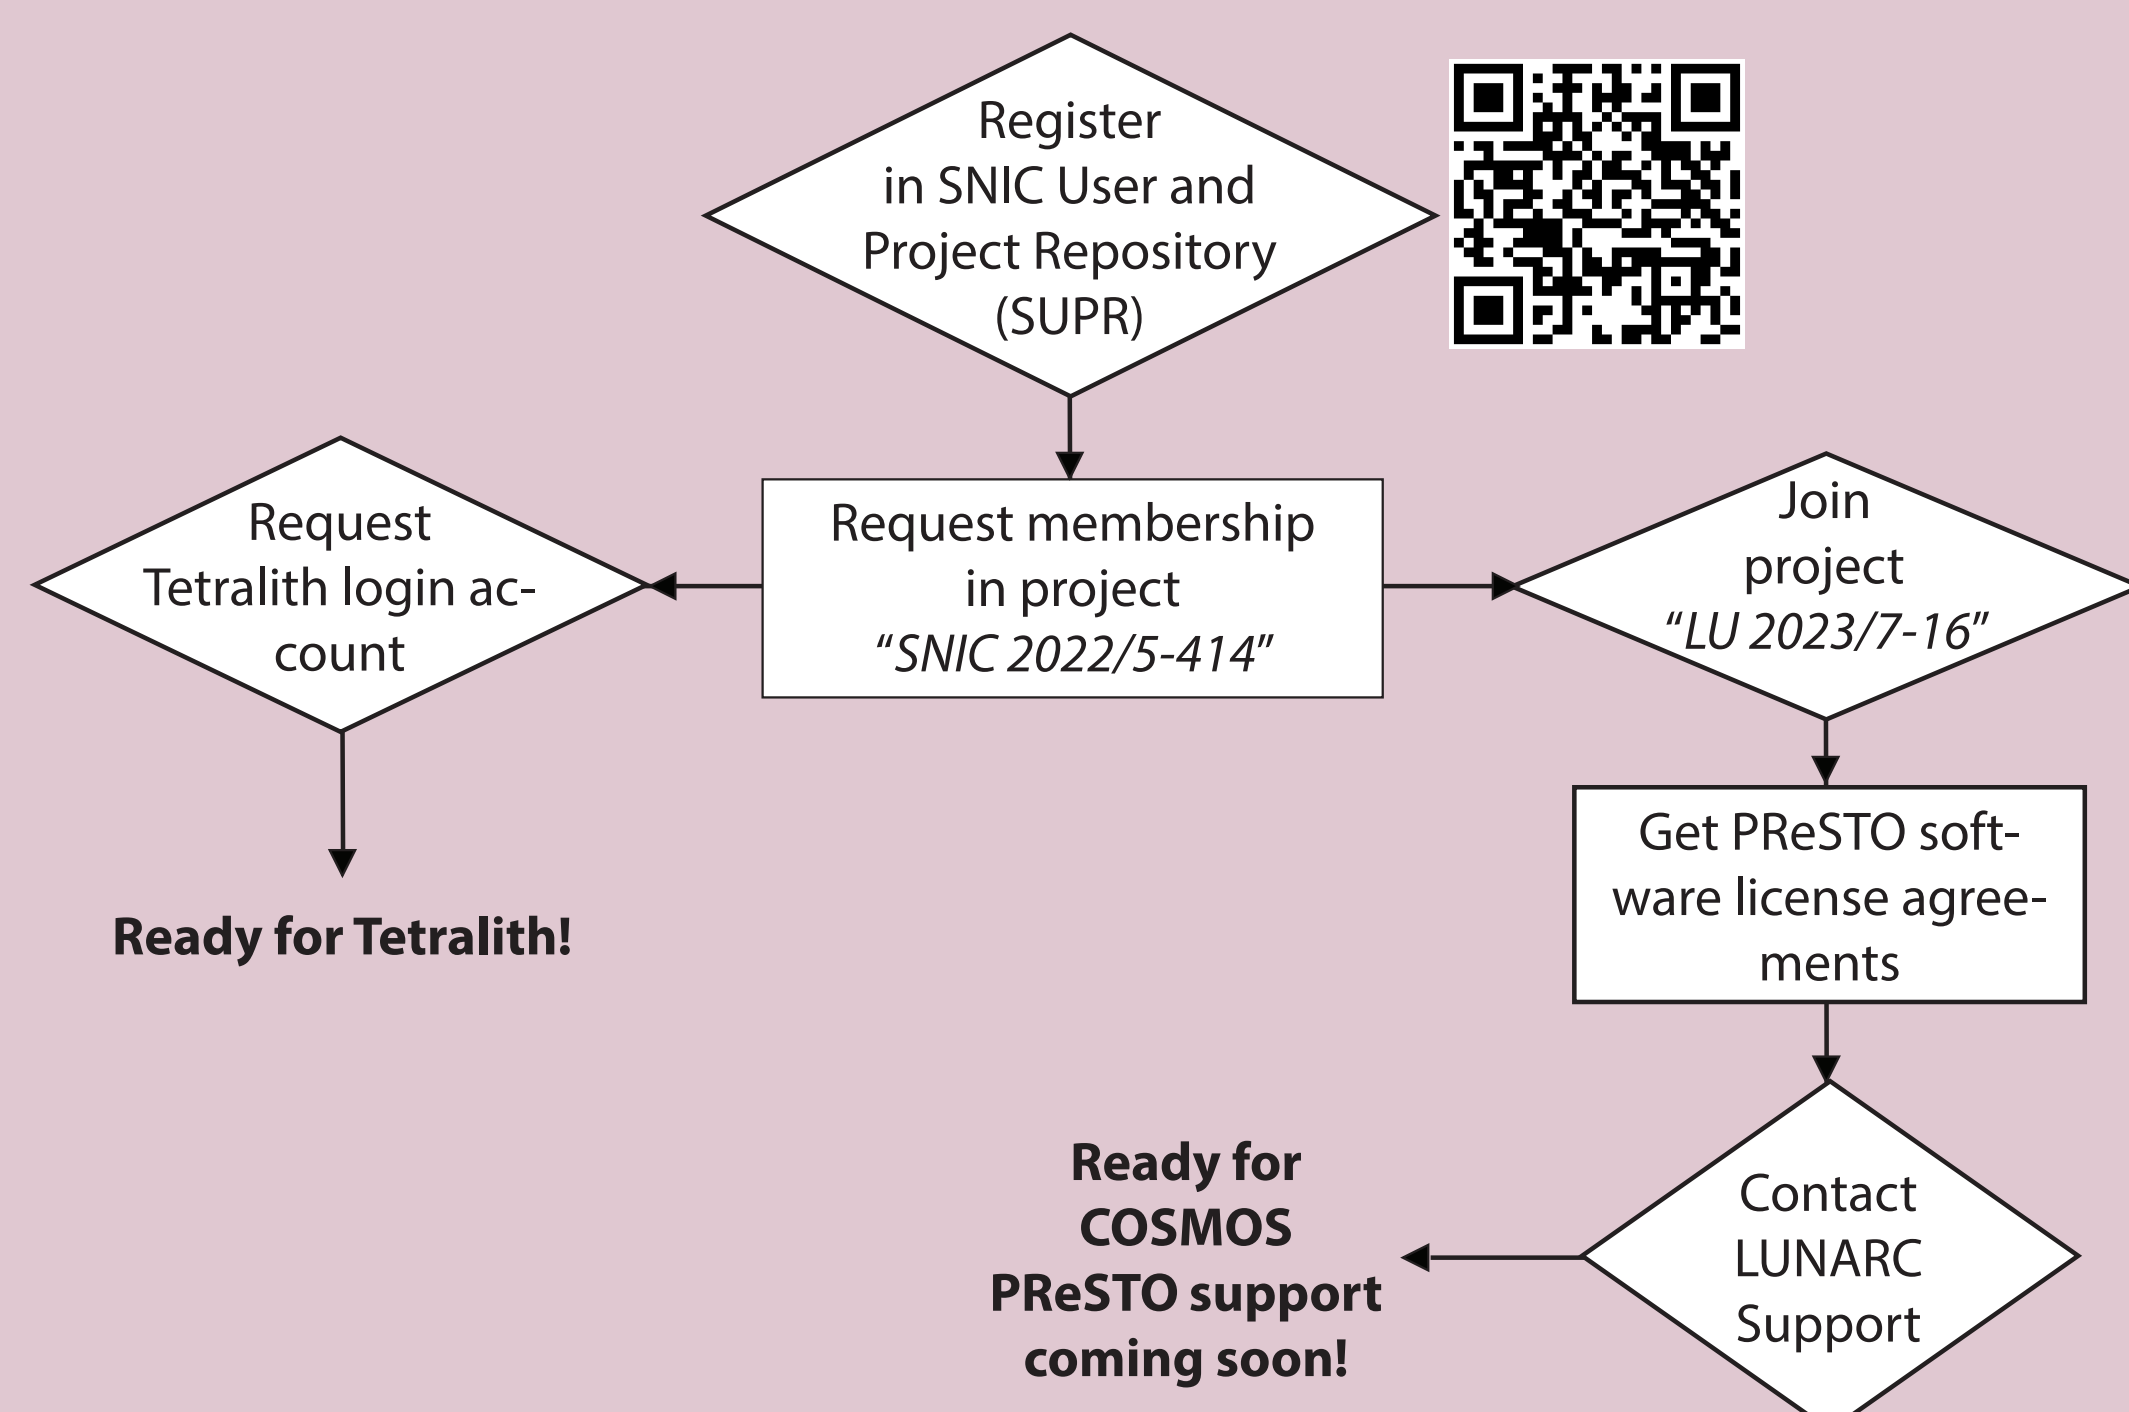 Register
in SNIC User and
Project Repository
(SUPR)
Request
Tetralith login ac-
count
Request membership
in project
“SNIC 2022/5-414”
Join
project
“LU 2023/7-16”
Ready for Tetralith!
Get PReSTO soft-
ware license agree-
ments
Contact
LUNARC
Support
Ready for
COSMOS
PReSTO support
coming soon!